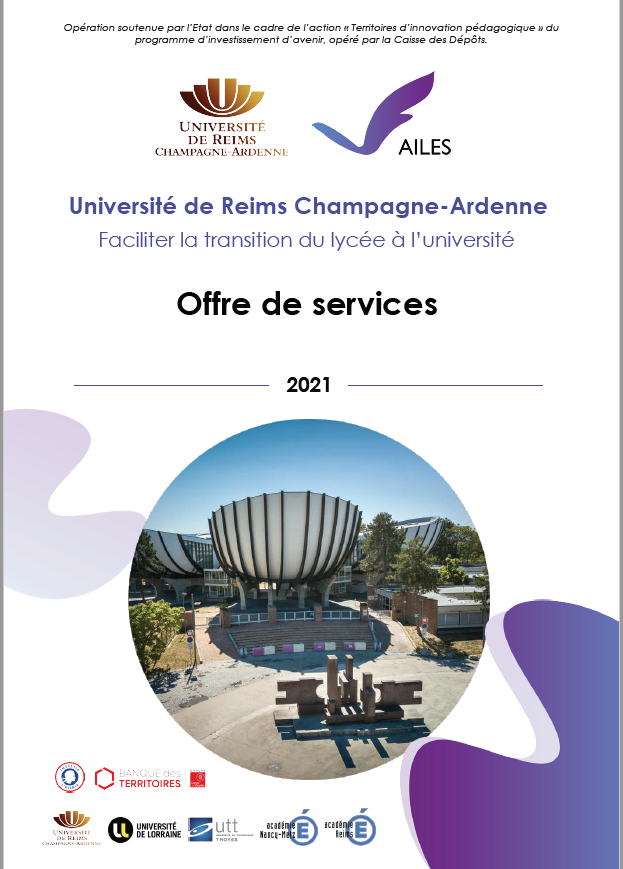 Opération soutenue par l'Etat dans le cadre de l'action « Territoires d'innovation pédagogique » du
programme d'investissement d'avenir, opéré par la Caisse des Dépôts.
UNIVERSITÉ
DE REIMS
CHAMPAGNE-ARDENNE
AILES
Université de Reims Champagne-Ardenne
Faciliter la transition du lycée à l'université
Offre de services
2021
BANQUE des
TERRITOIRES
UNIVERSITÉ
DE REIMS
CHAMPAGNE-ARDENNE
UNIVERSITÉ
DE LORRAINE
utt
TROYES
académie
Nancy-Metz
académie
Reims